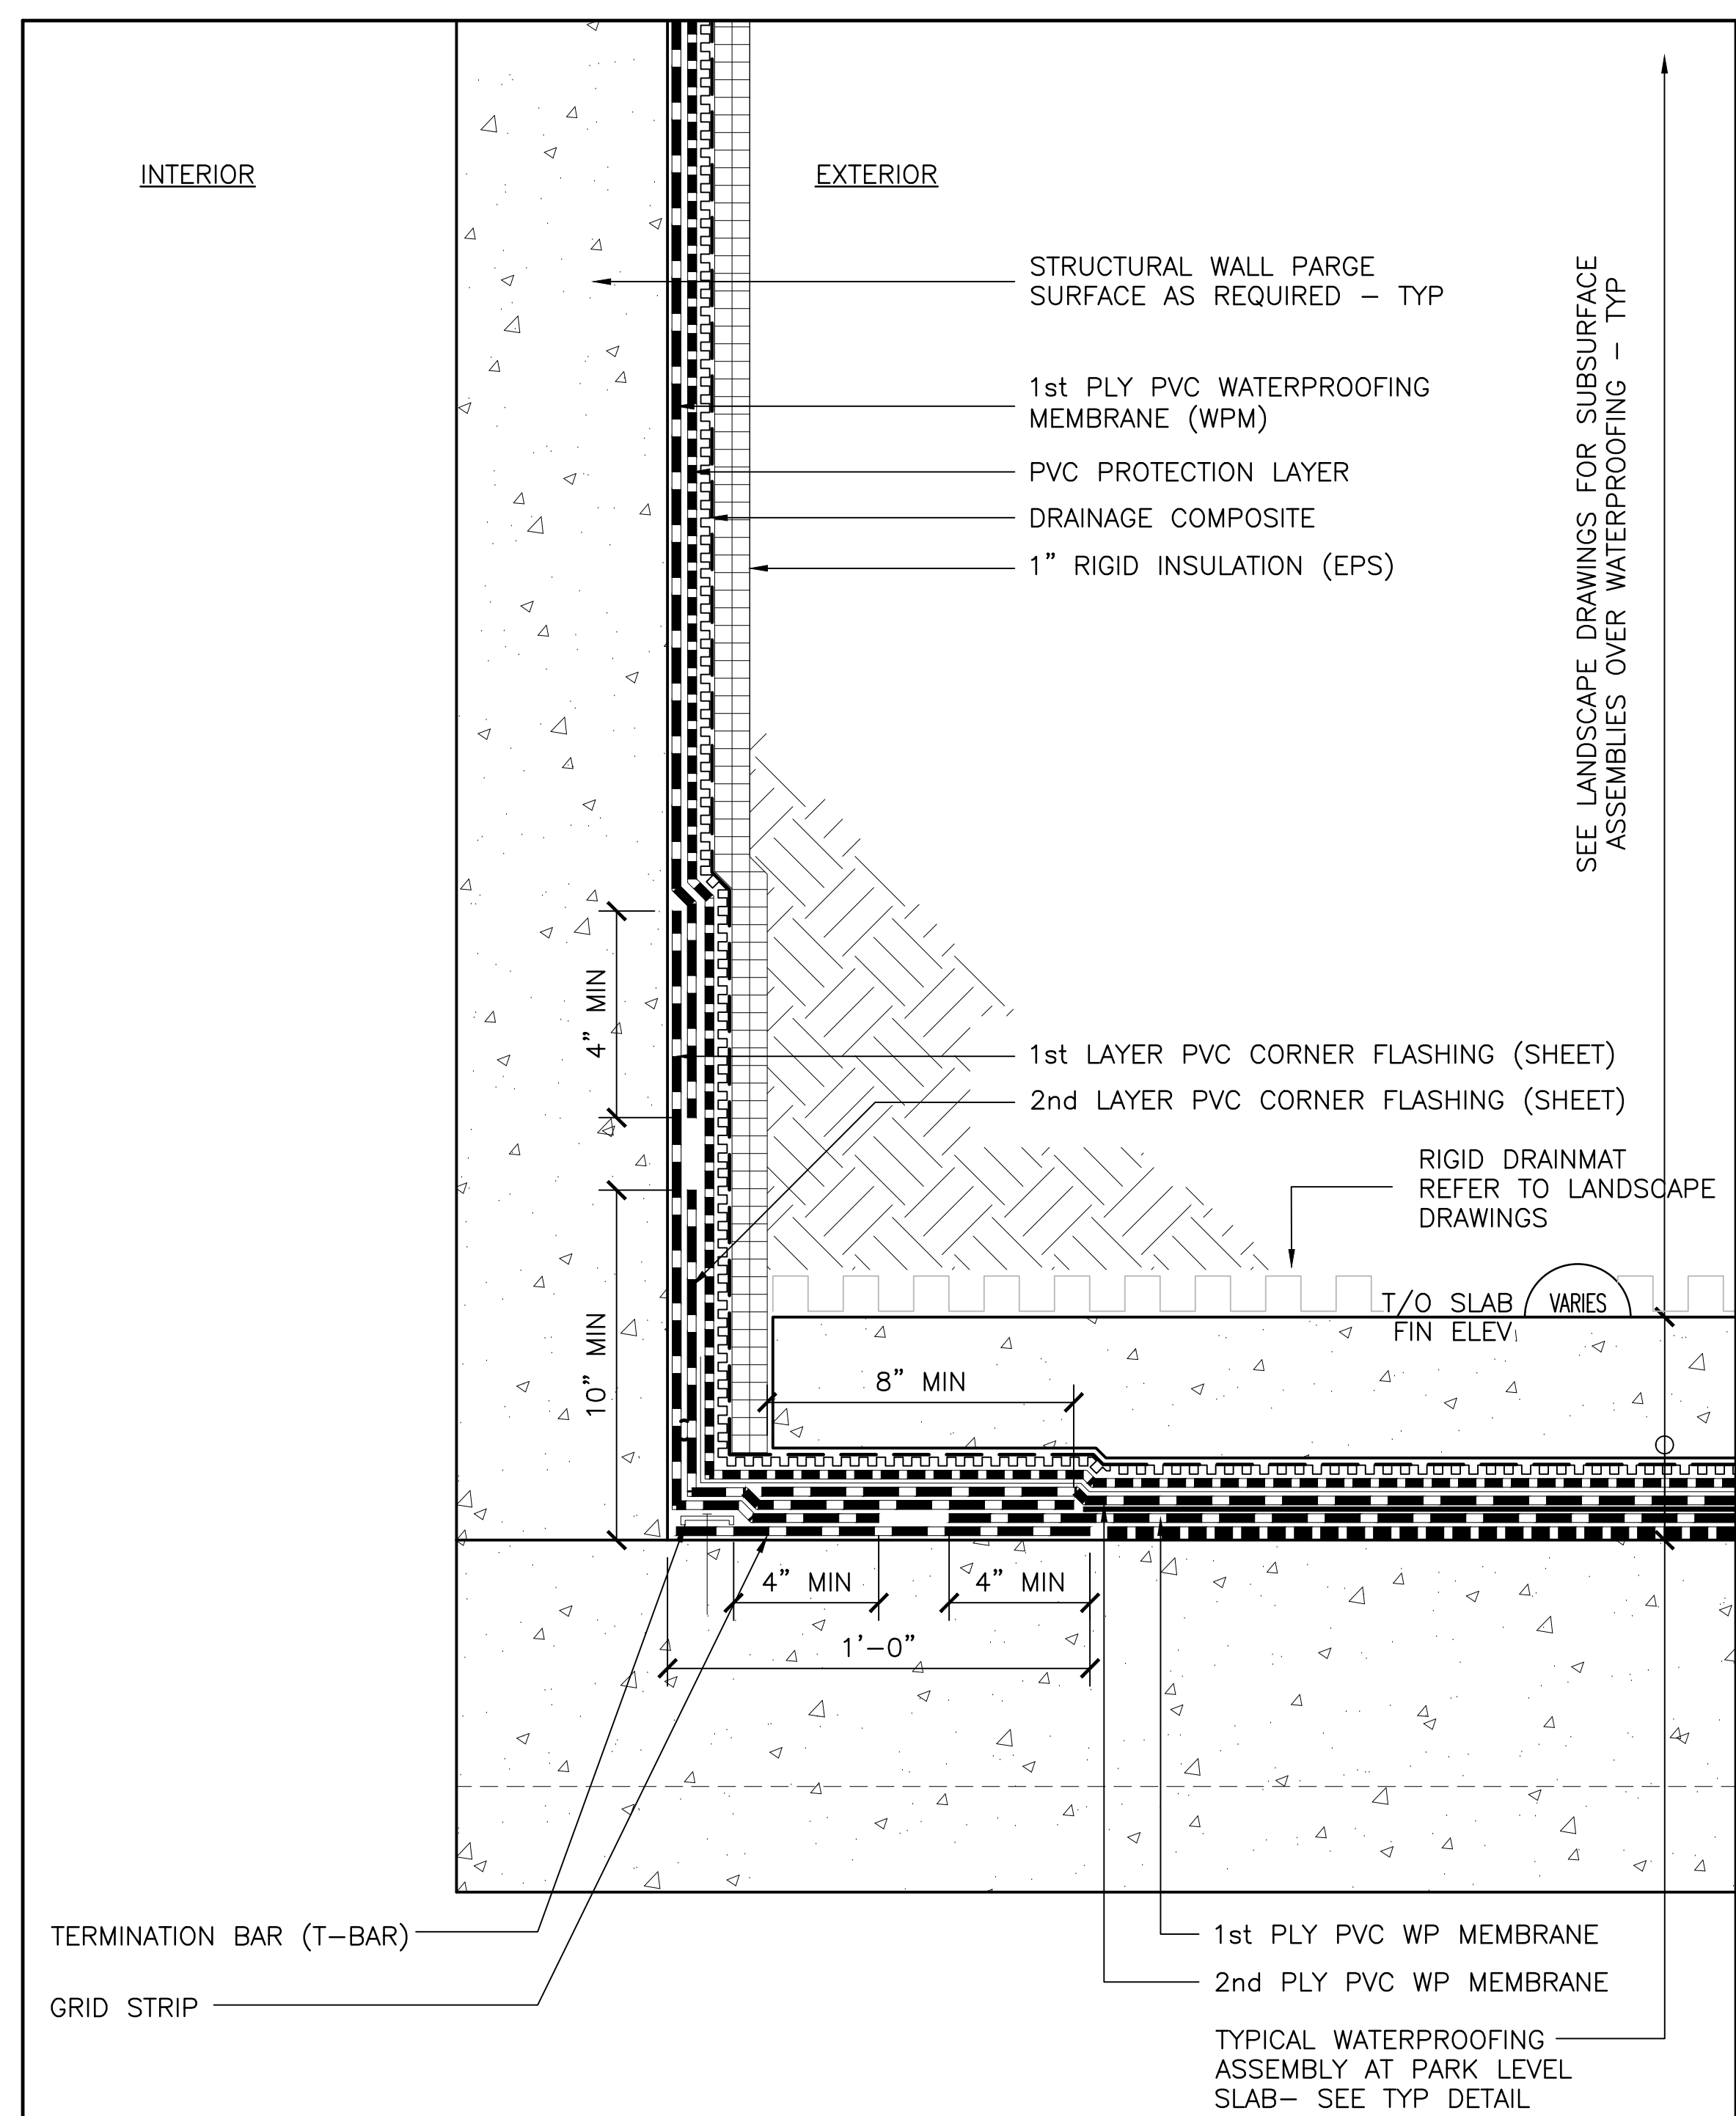 INTERIOR
EXTERIOR
STRUCTURAL WALL PARGE
SURFACE AS REQUIRED – TYP
1st PLY PVC WATERPROOFING
MEMBRANE (WPM)
PVC PROTECTION LAYER
DRAINAGE COMPOSITE
1" RIGID INSULATION (EPS)
SEE LANDSCAPE DRAWINGS FOR SUBSURFACE
ASSEMBLIES OVER WATERPROOFING – TYP
4" MIN
1st LAYER PVC CORNER FLASHING (SHEET)
2nd LAYER PVC CORNER FLASHING (SHEET)
RIGID DRAINMAT
REFER TO LANDSCAPE
DRAWINGS
T/O SLAB
FIN ELEV
VARIES
10" MIN
8" MIN
4" MIN
4" MIN
1'–0"
TERMINATION BAR (T–BAR)
GRID STRIP
1st PLY PVC WP MEMBRANE
2nd PLY PVC WP MEMBRANE
TYPICAL WATERPROOFING
ASSEMBLY AT PARK LEVEL
SLAB– SEE TYP DETAIL